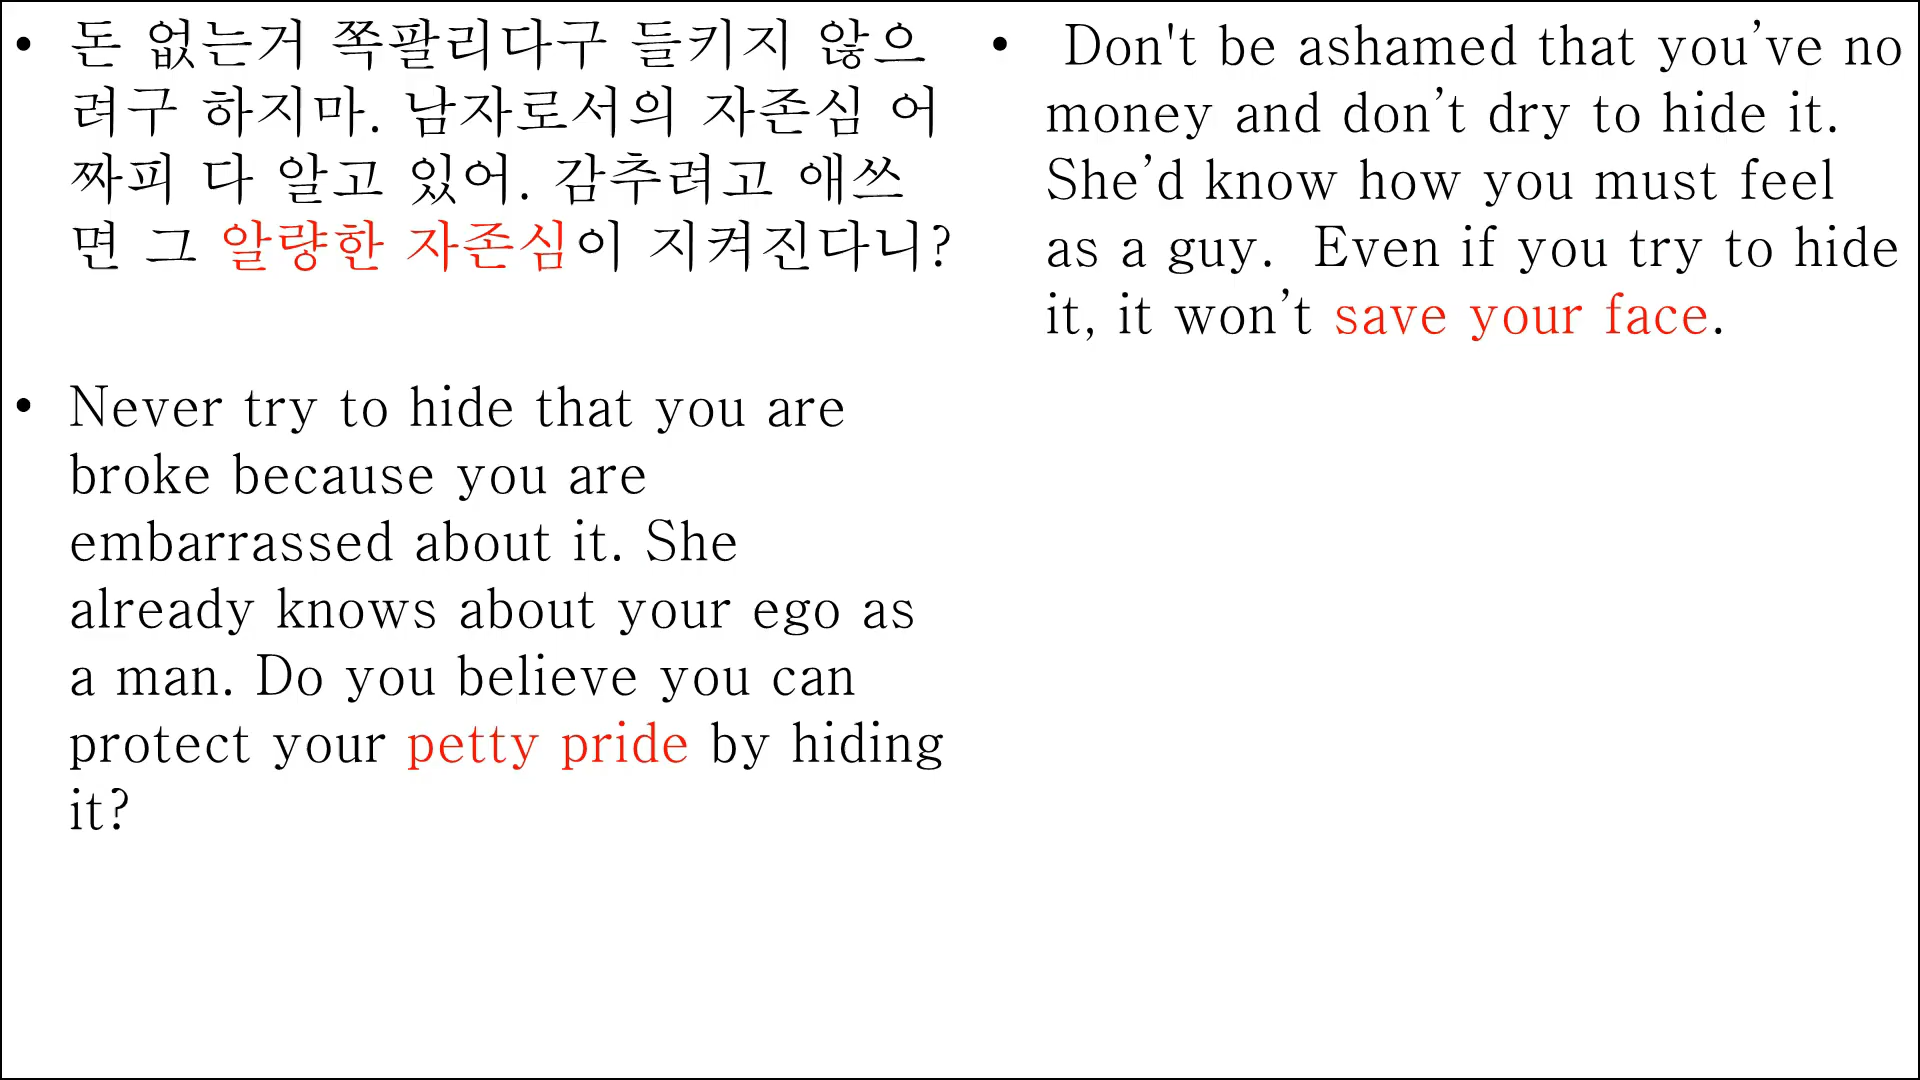 • 돈 없는거 쪽팔리다구 들키지 않으
려구 하지마. 남자로서의 자존심 어
짜피 다 알고 있어. 감추려고 애쓰
면 그 알량한 자존심이 지켜진다니?
• Never try to hide that you are
broke because you are
embarrassed about it. She
already knows about your ego as
a man. Do you believe you can
protect your petty pride by hiding
it?
• Don't be ashamed that you’ve no
money and don’t dry to hide it.
She’d know how you must feel
as a guy. Even if you try to hide
it, it won’t save your face.